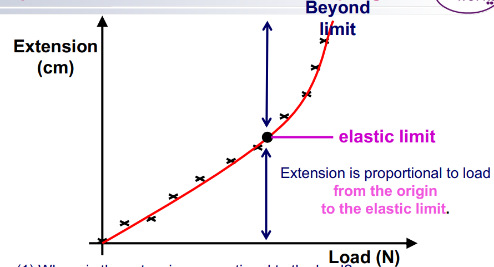 Beyond
limit
Extension
(cm)
elastic limit
Extension is proportional to load
from the origin
to the elastic limit.
Load (N)